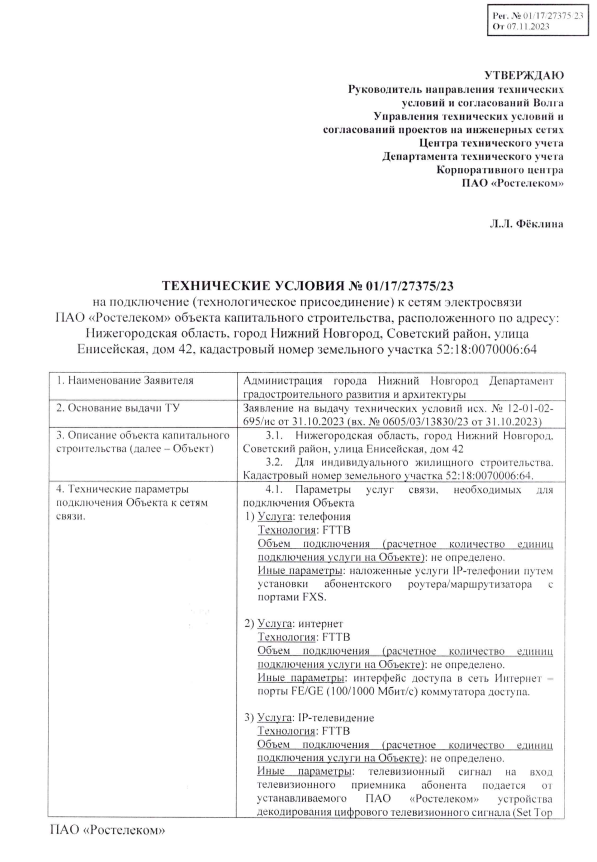 Рег. № 01/17/27375/23
От 07.11.2023
УТВЕРЖДАЮ
Руководитель направления технических
условий и согласований Волга
Управления технических условий и
согласований проектов на инженерных сетях
Центра технического учета
Департамента технического учета
Корпоративного центра
ПАО «Ростелеком»
Л.Л. Фёклина
ТЕХНИЧЕСКИЕ УСЛОВИЯ № 01/17/27375/23
на подключение (технологическое присоединение) к сетям электросвязи
ПАО «Ростелеком» объекта капитального строительства, расположенного по адресу:
Нижегородская область, город Нижний Новгород, Советский район, улица
Енисейская, дом 42, кадастровый номер земельного участка 52:18:0070006:64
1. Наименование Заявителя
Администрация города Нижний Новгород Департамент
градостроительного развития и архитектуры
2. Основание выдачи ТУ
Заявление на выдачу технических условий исх. № 12-01-02-
695/ис от 31.10.2023 (вх. № 0605/03/13830/23 от 31.10.2023)
3. Описание объекта капитального
строительства (далее – Объект)
3.1. Нижегородская область, город Нижний Новгород,
Советский район, улица Енисейская, дом 42
3.2. Для индивидуального жилищного строительства.
Кадастровый номер земельного участка 52:18:0070006:64.
4. Технические параметры
подключения Объекта к сетям
связи.
4.1. Параметры услуг связи, необходимых для
подключения Объекта
1) Услуга: телефония
Технология: FTTB
Объем подключения (расчетное количество единиц
подключения услуги на Объекте): не определено.
Иные параметры: наложенные услуги IP-телефонии путем
установки абонентского роутера/маршрутизатора с
портами FXS.
2) Услуга: интернет
Технология: FTTB
Объем подключения (расчетное количество единиц
подключения услуги на Объекте): не определено.
Иные параметры: интерфейс доступа в сеть Интернет –
порты FE/GE (100/1000 Мбит/с) коммутатора доступа.
3) Услуга: IP-телевидение
Технология: FTTB
Объем подключения (расчетное количество единиц
подключения услуги на Объекте): не определено.
Иные параметры: телевизионный сигнал на вход
телевизионного приемника абонента подается от
устанавливаемого ПАО «Ростелеком» устройства
декодирования цифрового телевизионного сигнала (Set Top
ПАО «Ростелеком»